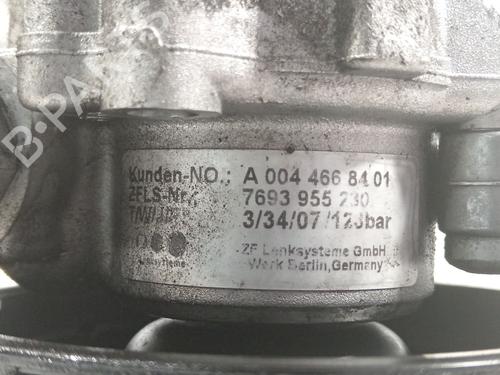 B-PARTS
Kunden-NO.: A 004 466 84 01
ZFLS-Nr.: 7693 955 230
3/34/07/123bar
ZF Lenksysteme GmbH
Werk Berlin,Germany